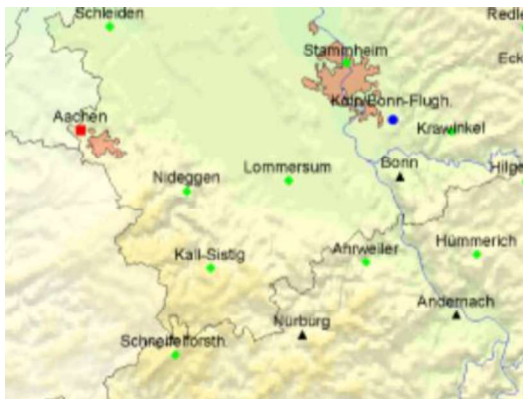 Schleiden
Redle
Stammheim
Eck
Köln/Bonn-Flugh.
Aachen
Krawinkel
Lommersum
Bonn
Hilge
Nideggen
Ahrweiler
Hümmerich
Kall-Sistig
Andernach
Nürburg
Schneifelforsth.